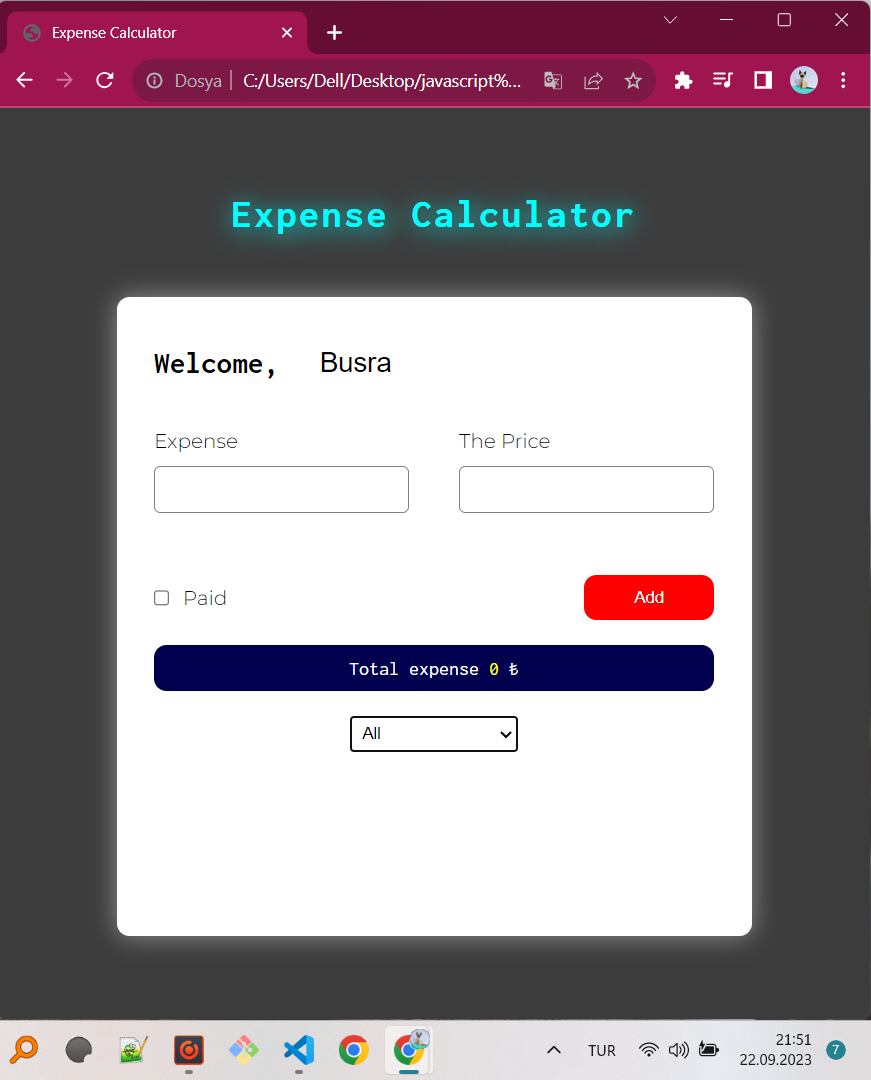 Expense Calculator
Dosya C:/Users/Dell/Desktop/javascript%...
Expense Calculator
Welcome, Busra
Expense The Price
Paid Add
Total expense 0 ₺
All
TUR 21:51
22.09.2023 7